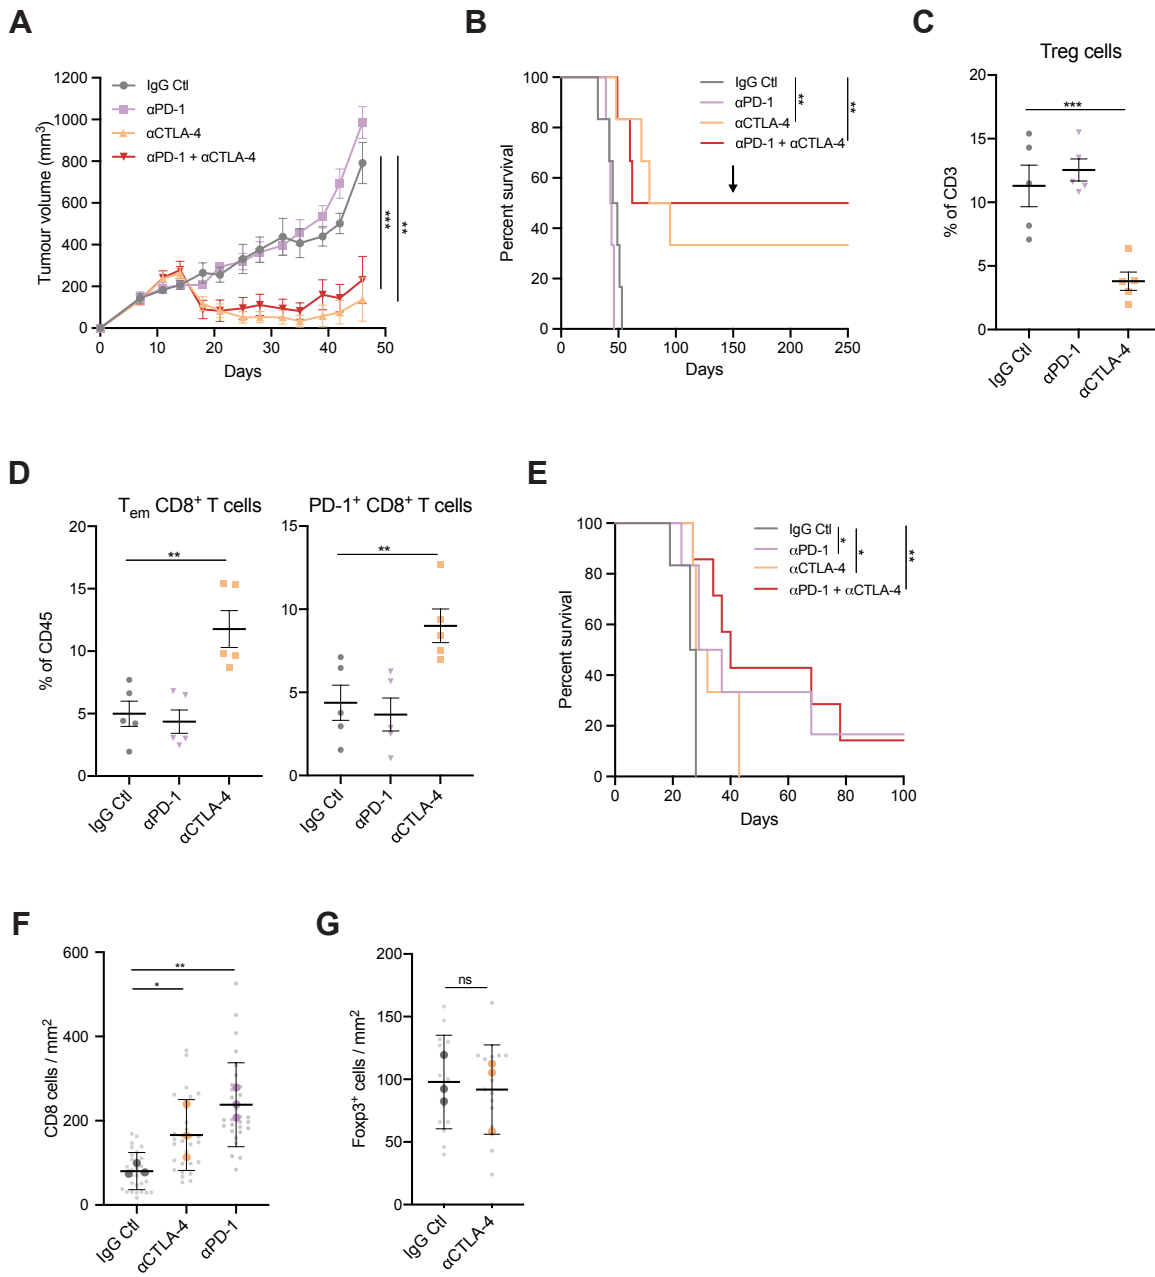 A
Tumour volume (mm³)
1200
1000
800
600
400
200
0
0 10 20 30 40 50
Days
IgG Ctl
αPD-1
αCTLA-4
αPD-1 + αCTLA-4
***
**
B
Percent survival
100
80
60
40
20
0
0 50 100 150 200 250
Days
IgG Ctl
αPD-1
αCTLA-4
αPD-1 + αCTLA-4
**
**
C
Treg cells
% of CD3
20
15
10
5
0
***
IgG Ctl
αPD-1
αCTLA-4
D
Tem CD8+ T cells
% of CD45
20
15
10
5
0
**
IgG Ctl
αPD-1
αCTLA-4
PD-1+ CD8+ T cells
15
10
5
0
**
IgG Ctl
αPD-1
αCTLA-4
E
Percent survival
100
80
60
40
20
0
0 20 40 60 80 100
Days
IgG Ctl
αPD-1
αCTLA-4
αPD-1 + αCTLA-4
*
*
**
F
CD8 cells / mm²
600
400
200
0
**
*
IgG Ctl
αCTLA-4
αPD-1
G
Foxp3+ cells / mm²
200
150
100
50
0
ns
IgG Ctl
αCTLA-4